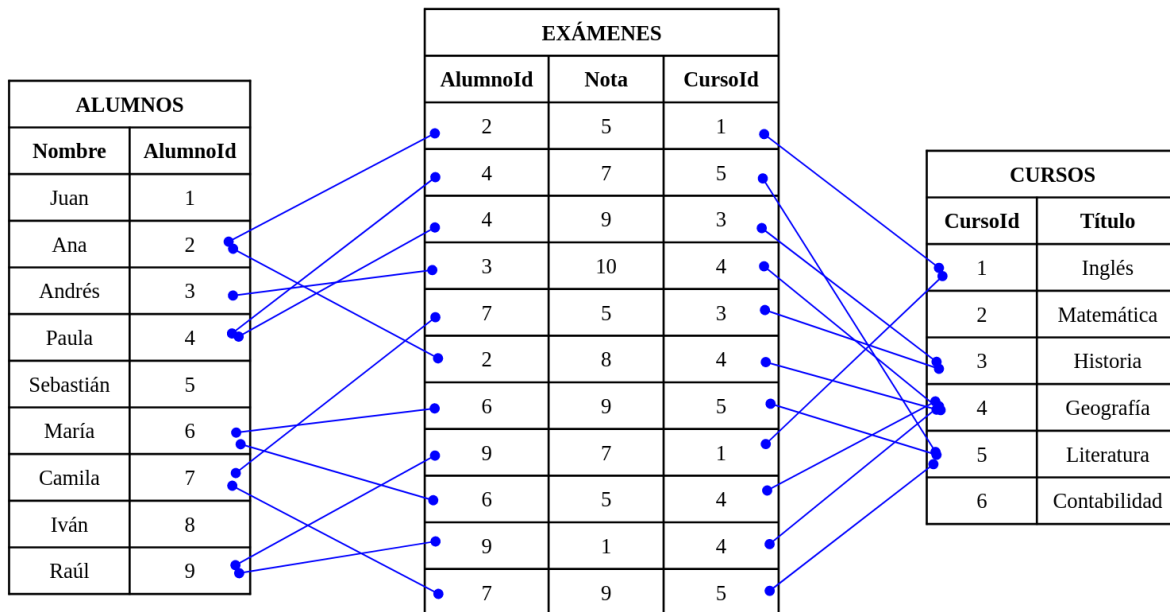 ALUMNOS
Nombre AlumnoId
Juan 1
Ana 2
Andrés 3
Paula 4
Sebastián 5
María 6
Camila 7
Iván 8
Raúl 9
EXÁMENES
AlumnoId Nota CursoId
2 5 1
4 7 5
4 9 3
3 10 4
7 5 3
2 8 4
6 9 5
9 7 1
6 5 4
9 1 4
7 9 5
CURSOS
CursoId Título
1 Inglés
2 Matemática
3 Historia
4 Geografía
5 Literatura
6 Contabilidad